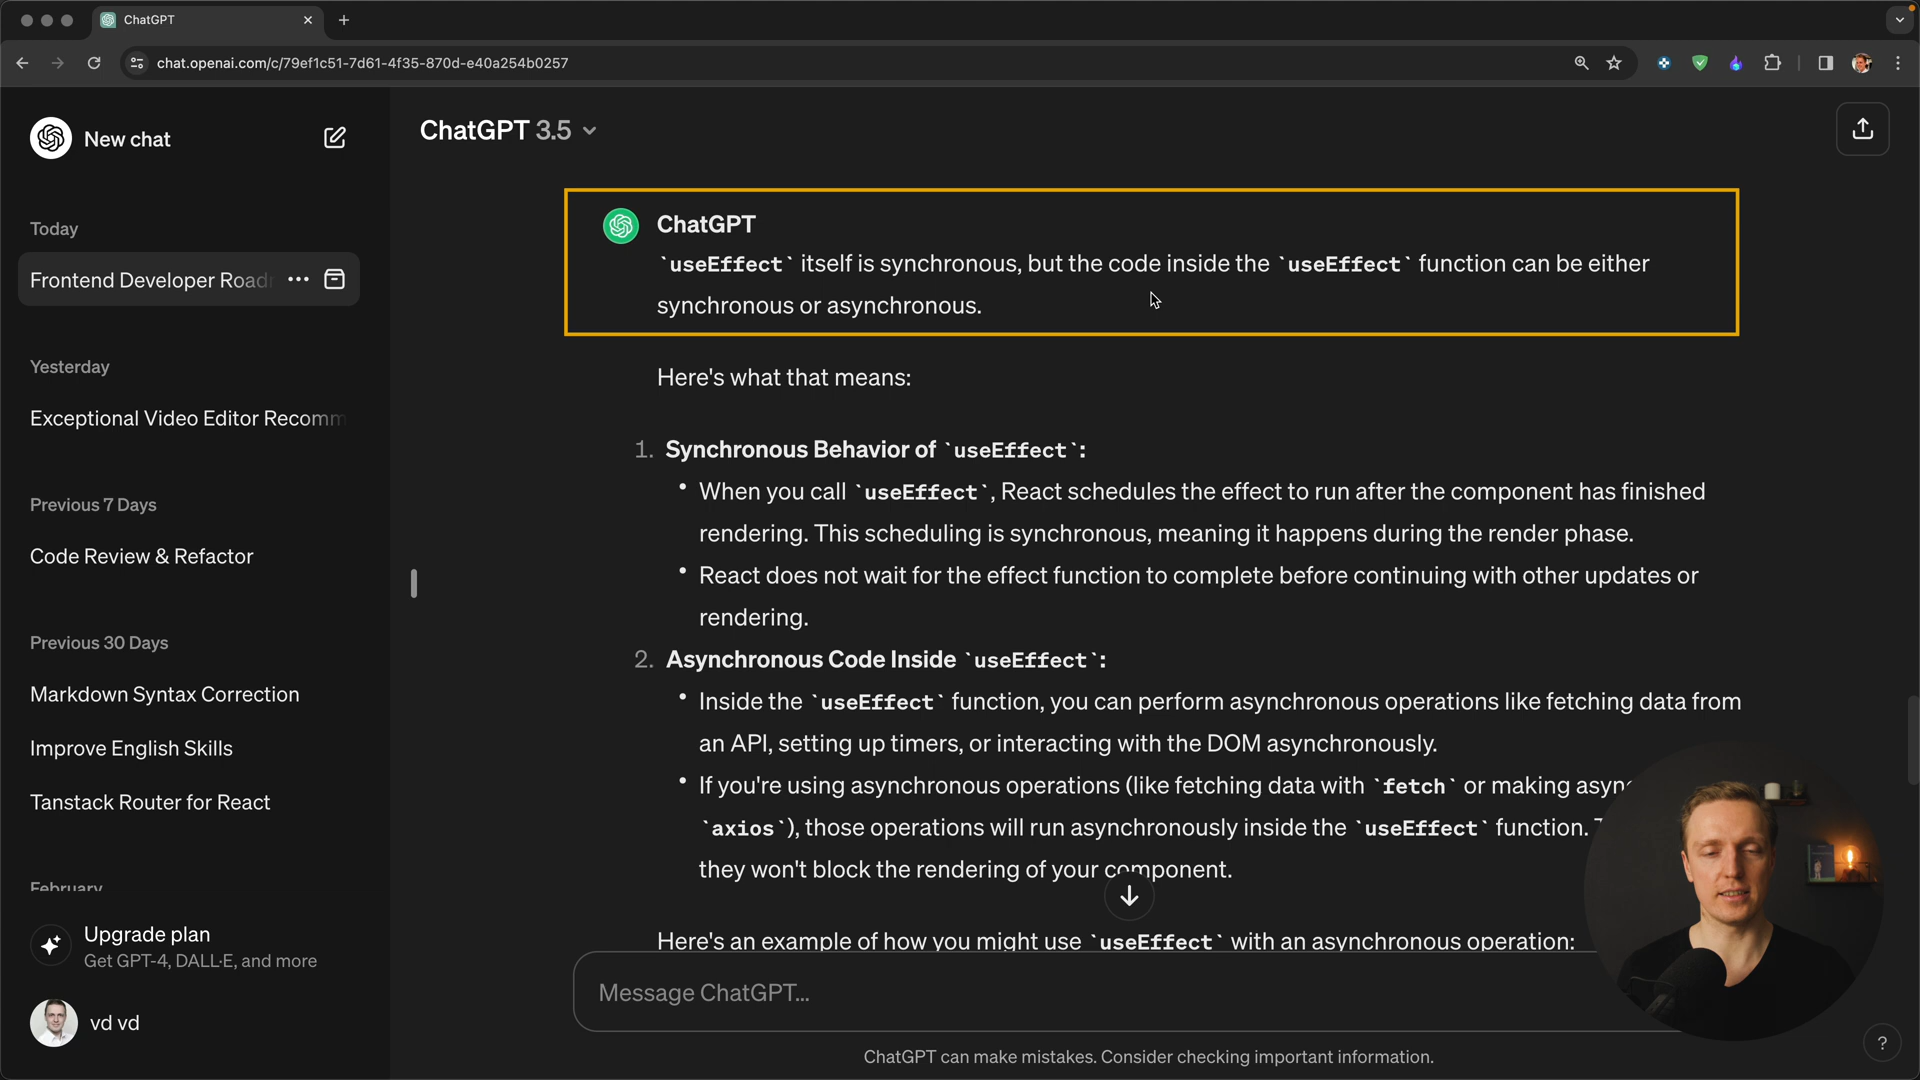 ChatGPT
chat.openai.com/c/79ef1c51-7d61-4f35-870d-e40a254b0257
New chat
Today
Frontend Developer Road
Yesterday
Exceptional Video Editor Recomm
Previous 7 Days
Code Review & Refactor
Previous 30 Days
Markdown Syntax Correction
Improve English Skills
Tanstack Router for React
February
Upgrade plan
Get GPT-4, DALL·E, and more
vd vd
ChatGPT 3.5
ChatGPT
`useEffect` itself is synchronous, but the code inside the `useEffect` function can be either
synchronous or asynchronous.
Here's what that means:
1. Synchronous Behavior of `useEffect`:
• When you call `useEffect`, React schedules the effect to run after the component has finished
rendering. This scheduling is synchronous, meaning it happens during the render phase.
• React does not wait for the effect function to complete before continuing with other updates or
rendering.
2. Asynchronous Code Inside `useEffect`:
• Inside the `useEffect` function, you can perform asynchronous operations like fetching data from
an API, setting up timers, or interacting with the DOM asynchronously.
• If you're using asynchronous operations (like fetching data with `fetch` or making async
`axios`), those operations will run asynchronously inside the `useEffect` function.
they won't block the rendering of your component.
Here's an example of how you might use `useEffect` with an asynchronous operation:
Message ChatGPT...
ChatGPT can make mistakes. Consider checking important information.
?